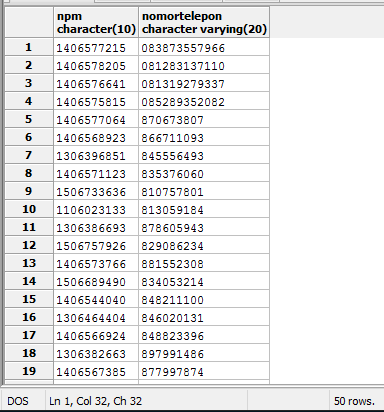 npm nomortelepon
character(10) character varying(20)
1 1406577215 083873557966
2 1406578205 081283137110
3 1406576641 081319279337
4 1406575815 085289352082
5 1406577064 870673807
6 1406568923 866711093
7 1306396851 845556493
8 1406571123 835376060
9 1506733636 810757801
10 1106023133 813059184
11 1306386693 878605943
12 1506757926 829086234
13 1406573766 881552308
14 1506689490 834053214
15 1406544040 848211100
16 1306464404 846020131
17 1406566924 848823396
18 1306382663 897991486
19 1406567385 877997874
DOS Ln 1, Col 32, Ch 32 50 rows.